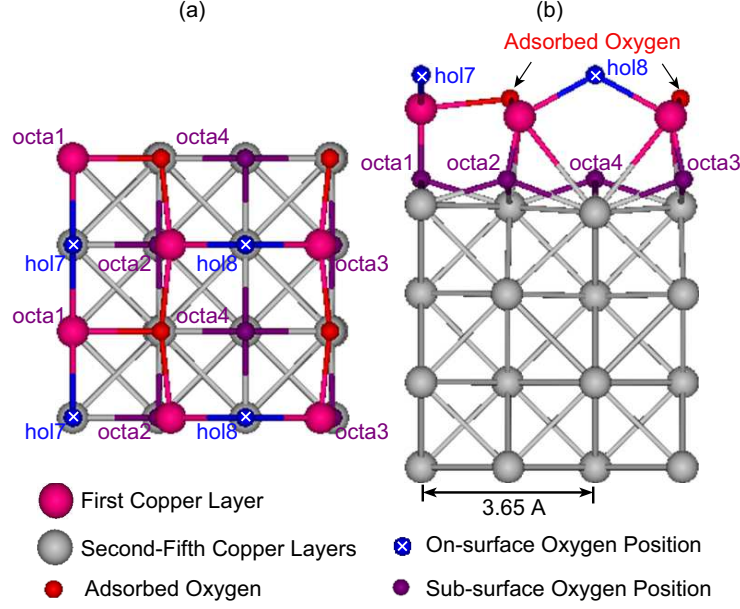 (a)
(b)
Adsorbed Oxygen
hol7
hol8
octa1
octa4
octa1
octa2
octa4
octa3
hol7
octa2
hol8
octa3
octa1
octa4
hol7
octa2
hol8
octa3
3.65 A
First Copper Layer
Second-Fifth Copper Layers
On-surface Oxygen Position
Adsorbed Oxygen
Sub-surface Oxygen Position